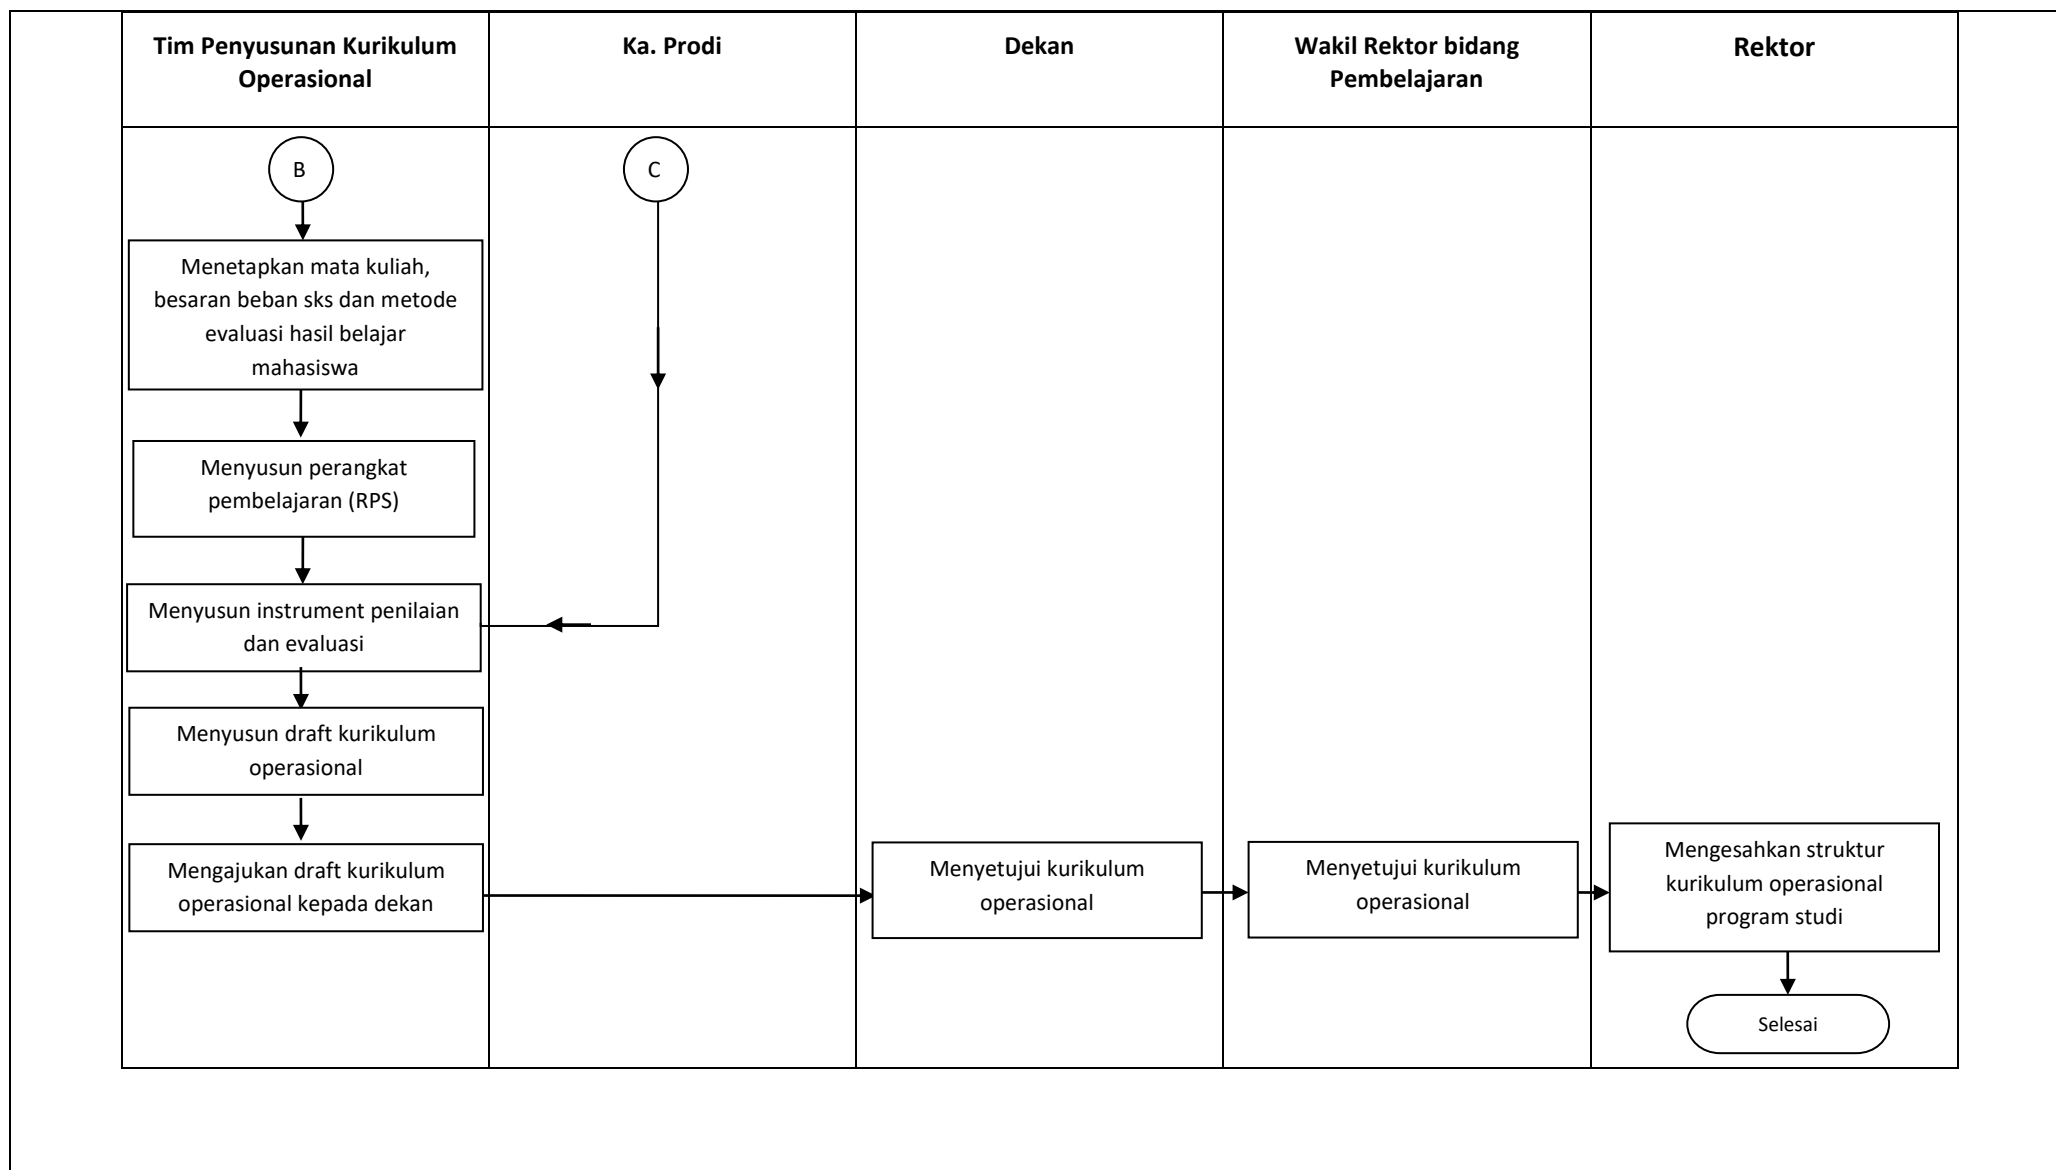 Tim Penyusunan Kurikulum
Operasional
Ka. Prodi
Dekan
Wakil Rektor bidang
Pembelajaran
Rektor
B
C
Menetapkan mata kuliah,
besaran beban sks dan metode
evaluasi hasil belajar
mahasiswa
Menyusun perangkat
pembelajaran (RPS)
Menyusun instrument penilaian
dan evaluasi
Menyusun draft kurikulum
operasional
Mengajukan draft kurikulum
operasional kepada dekan
Menyetujui kurikulum
operasional
Menyetujui kurikulum
operasional
Mengesahkan struktur
kurikulum operasional
program studi
Selesai